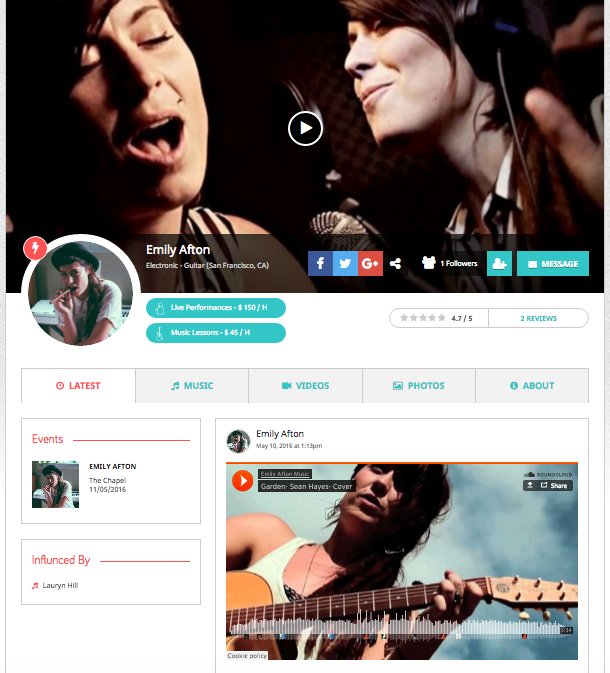 Emily Afton
Electronic - Guitar (San Francisco, CA)
1 Followers
MESSAGE
Live Performances - $ 150 / H
Music Lessons - $ 45 / H
4.7 / 5
2 REVIEWS
LATEST
MUSIC
VIDEOS
PHOTOS
ABOUT
Events
EMILY AFTON
The Chapel
11/05/2016
Influnced By
Lauryn Hill
Emily Afton
May 10, 2016 at 1:13pm
Emily Afton Music
Garden- Sean Hayes- Cover
SOUNDCLOUD
Share
3:14
Cookie policy